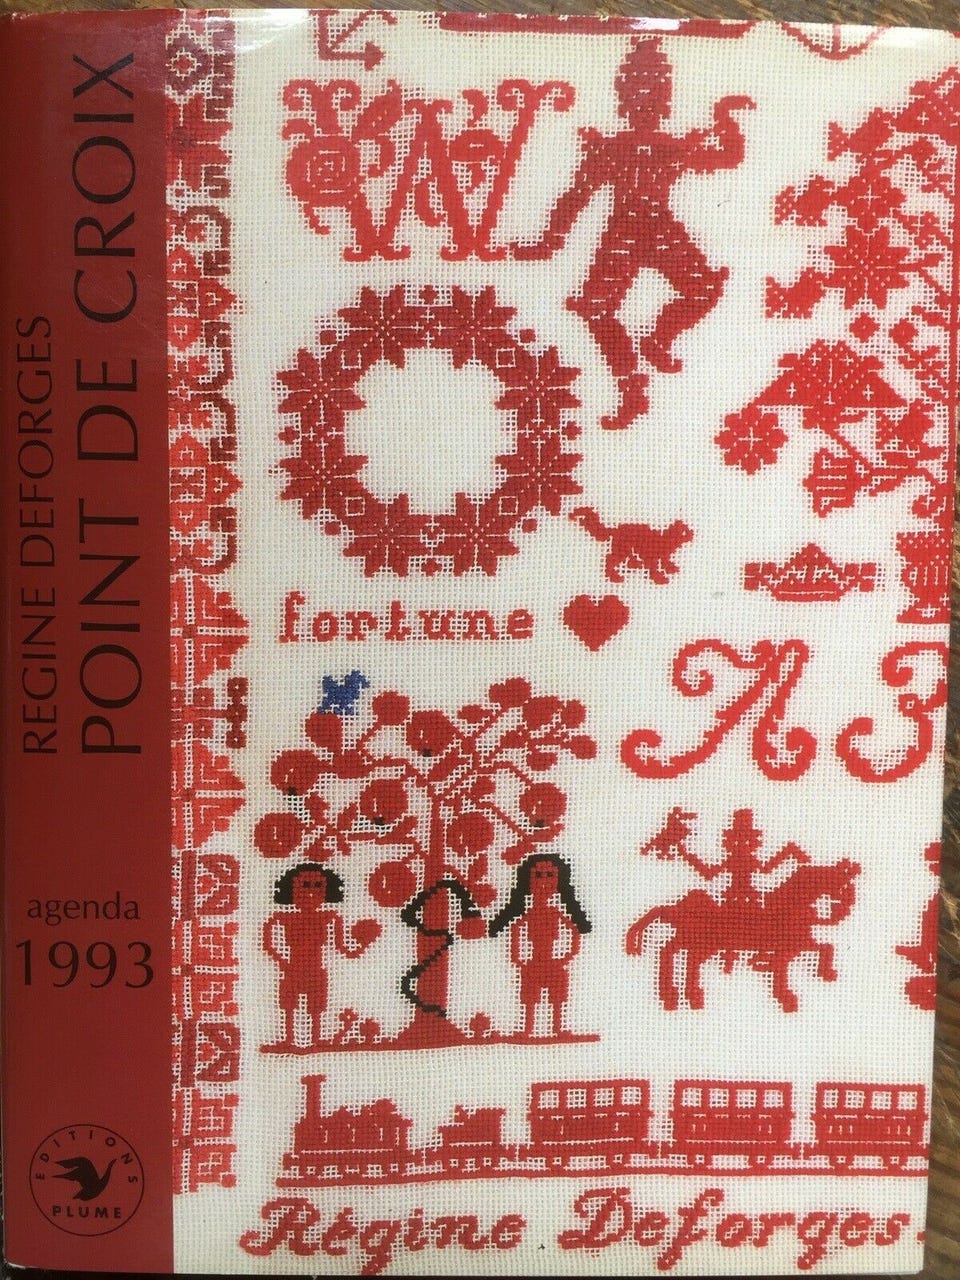 REGINE DEFORGES
POINT DE CROIX
agenda
1993
EDITIONS
PLUME
W
fortune
A
Régine Deforges